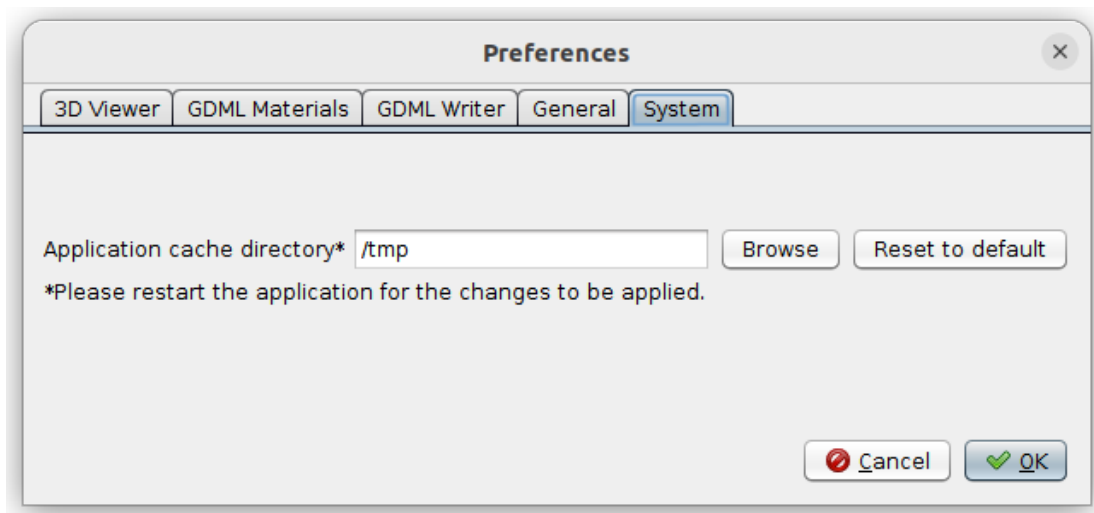 Preferences
3D Viewer GDML Materials GDML Writer General System
Application cache directory* /tmp Browse Reset to default
*Please restart the application for the changes to be applied.
Cancel OK